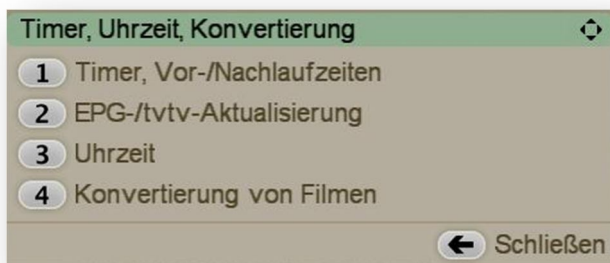 Timer, Uhrzeit, Konvertierung
1 Timer, Vor-/Nachlaufzeiten
2 EPG-/tvtv-Aktualisierung
3 Uhrzeit
4 Konvertierung von Filmen
Schließen